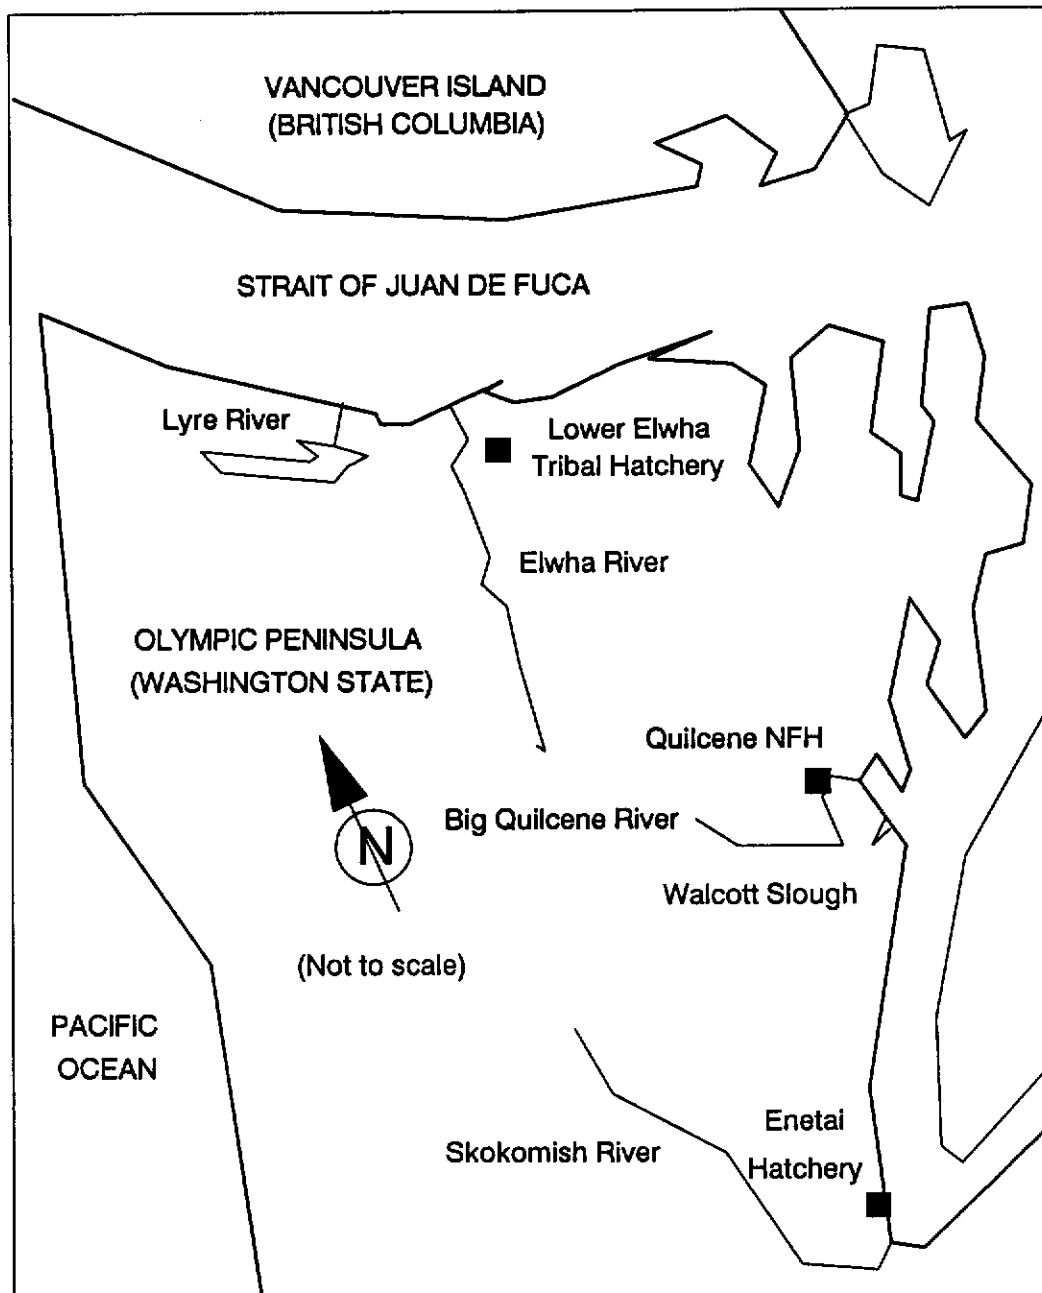 VANCOUVER ISLAND
(BRITISH COLUMBIA)
STRAIT OF JUAN DE FUCA
Lyre River
Lower Elwha
Tribal Hatchery
Elwha River
OLYMPIC PENINSULA
(WASHINGTON STATE)
Quilcene NFH
Big Quilcene River
N
Walcott Slough
(Not to scale)
PACIFIC
OCEAN
Enetai
Hatchery
Skokomish River